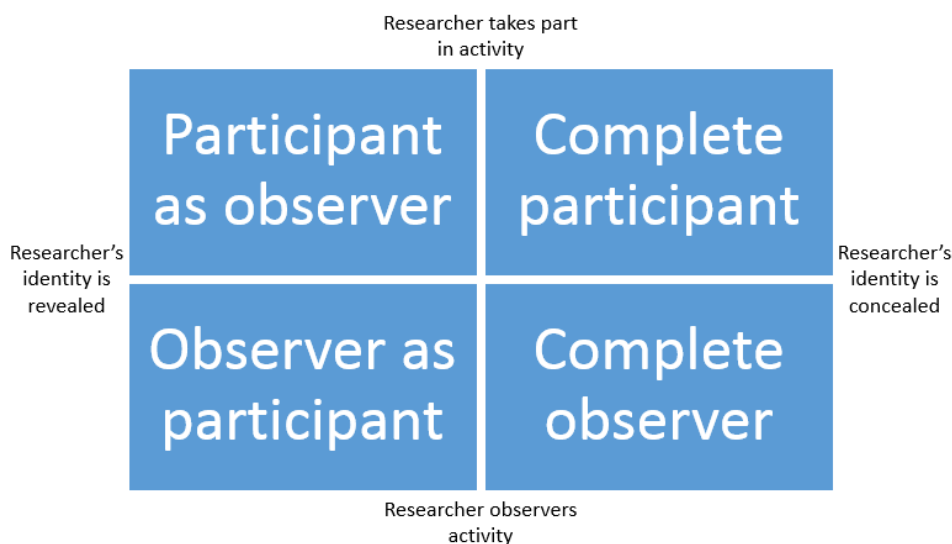 Researcher takes part
in activity
Participant
as observer
Complete
participant
Researcher’s
identity is
revealed
Researcher’s
identity is
concealed
Observer as
participant
Complete
observer
Researcher observers
activity